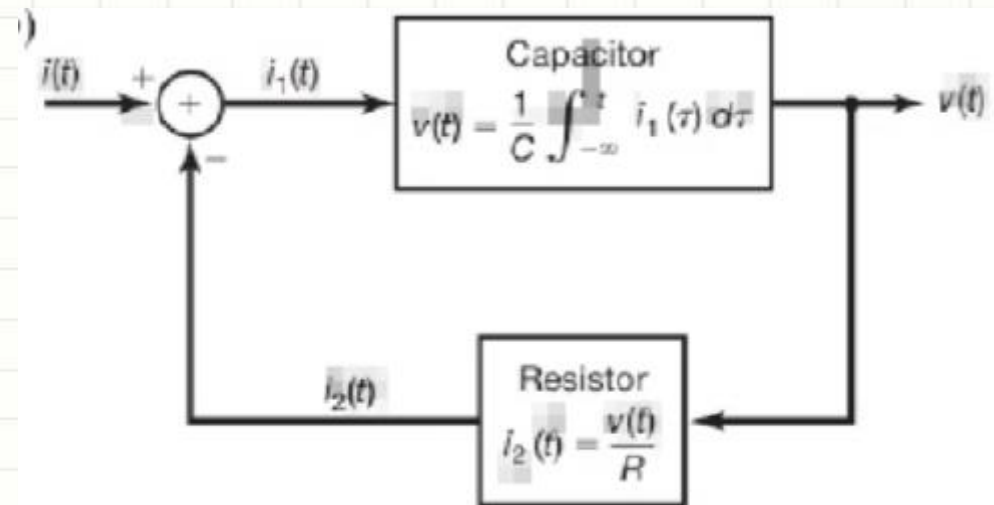 )
i(t)
+
+
−
i₁(t)
Capacitor
v(t) = 1/C ∫_{−∞}^{t} i₁(τ) dτ
v(t)
i₂(t)
Resistor
i₂(t) = v(t)/R